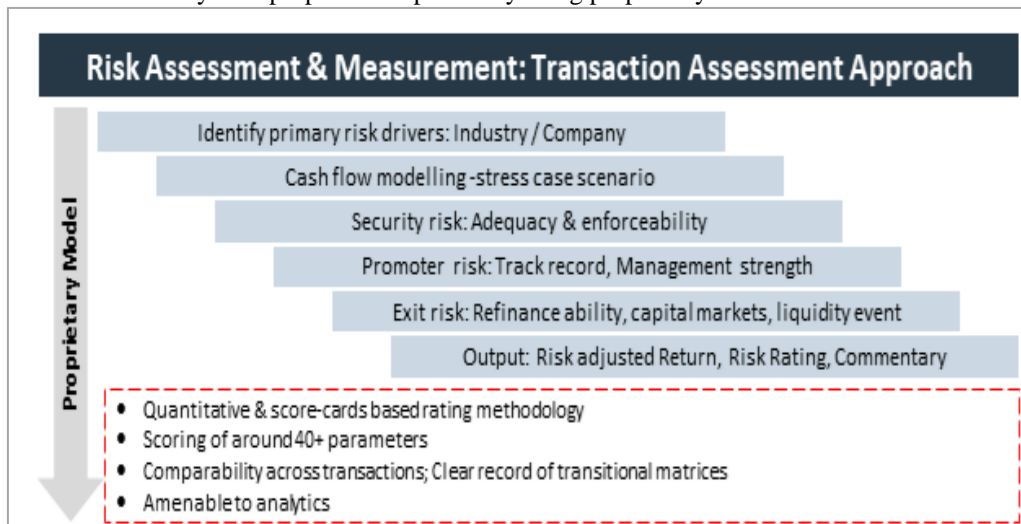 Risk Assessment & Measurement: Transaction Assessment Approach
Identify primary risk drivers: Industry / Company
Cash flow modelling -stress case scenario
Security risk: Adequacy & enforceability
Promoter risk: Track record, Management strength
Exit risk: Refinance ability, capital markets, liquidity event
Output: Risk adjusted Return, Risk Rating, Commentary
Proprietary Model
• Quantitative & score-cards based rating methodology
• Scoring of around 40+ parameters
• Comparability across transactions; Clear record of transitional matrices
• Amenable to analytics